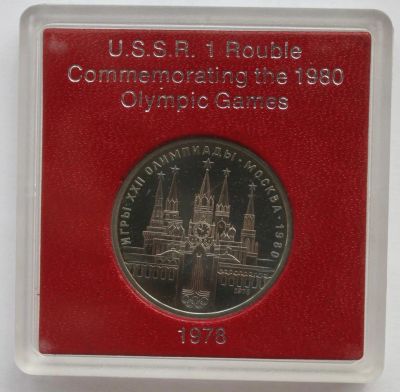 U.S.S.R. 1 Rouble
Commemorating the 1980
Olympic Games
ИГРЫ·XXII ОЛИМПИАДЫ·МОСКВА·1980
1978